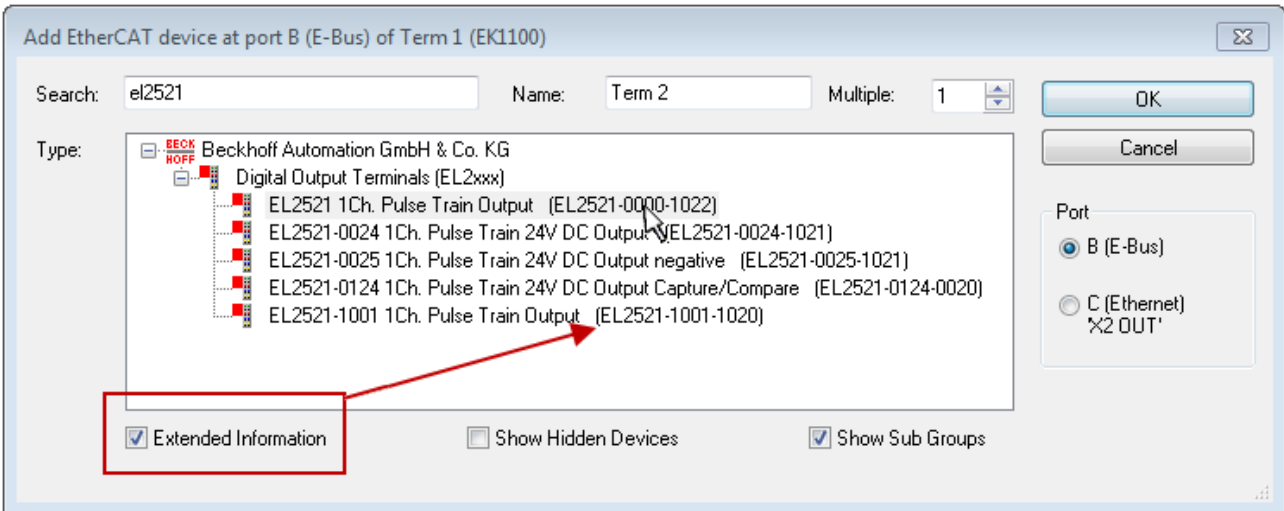 Add EtherCAT device at port B (E-Bus) of Term 1 (EK1100)
Search: el2521 Name: Term 2 Multiple: 1 OK
Type: BECK HOFF Beckhoff Automation GmbH & Co. KG Cancel
Digital Output Terminals (EL2xxx)
EL2521 1Ch. Pulse Train Output (EL2521-0000-1022)
EL2521-0024 1Ch. Pulse Train 24V DC Output (EL2521-0024-1021)
EL2521-0025 1Ch. Pulse Train 24V DC Output negative (EL2521-0025-1021)
EL2521-0124 1Ch. Pulse Train 24V DC Output Capture/Compare (EL2521-0124-0020)
EL2521-1001 1Ch. Pulse Train Output (EL2521-1001-1020)
Port
B (E-Bus)
C (Ethernet)
'X2 OUT'
Extended Information Show Hidden Devices Show Sub Groups